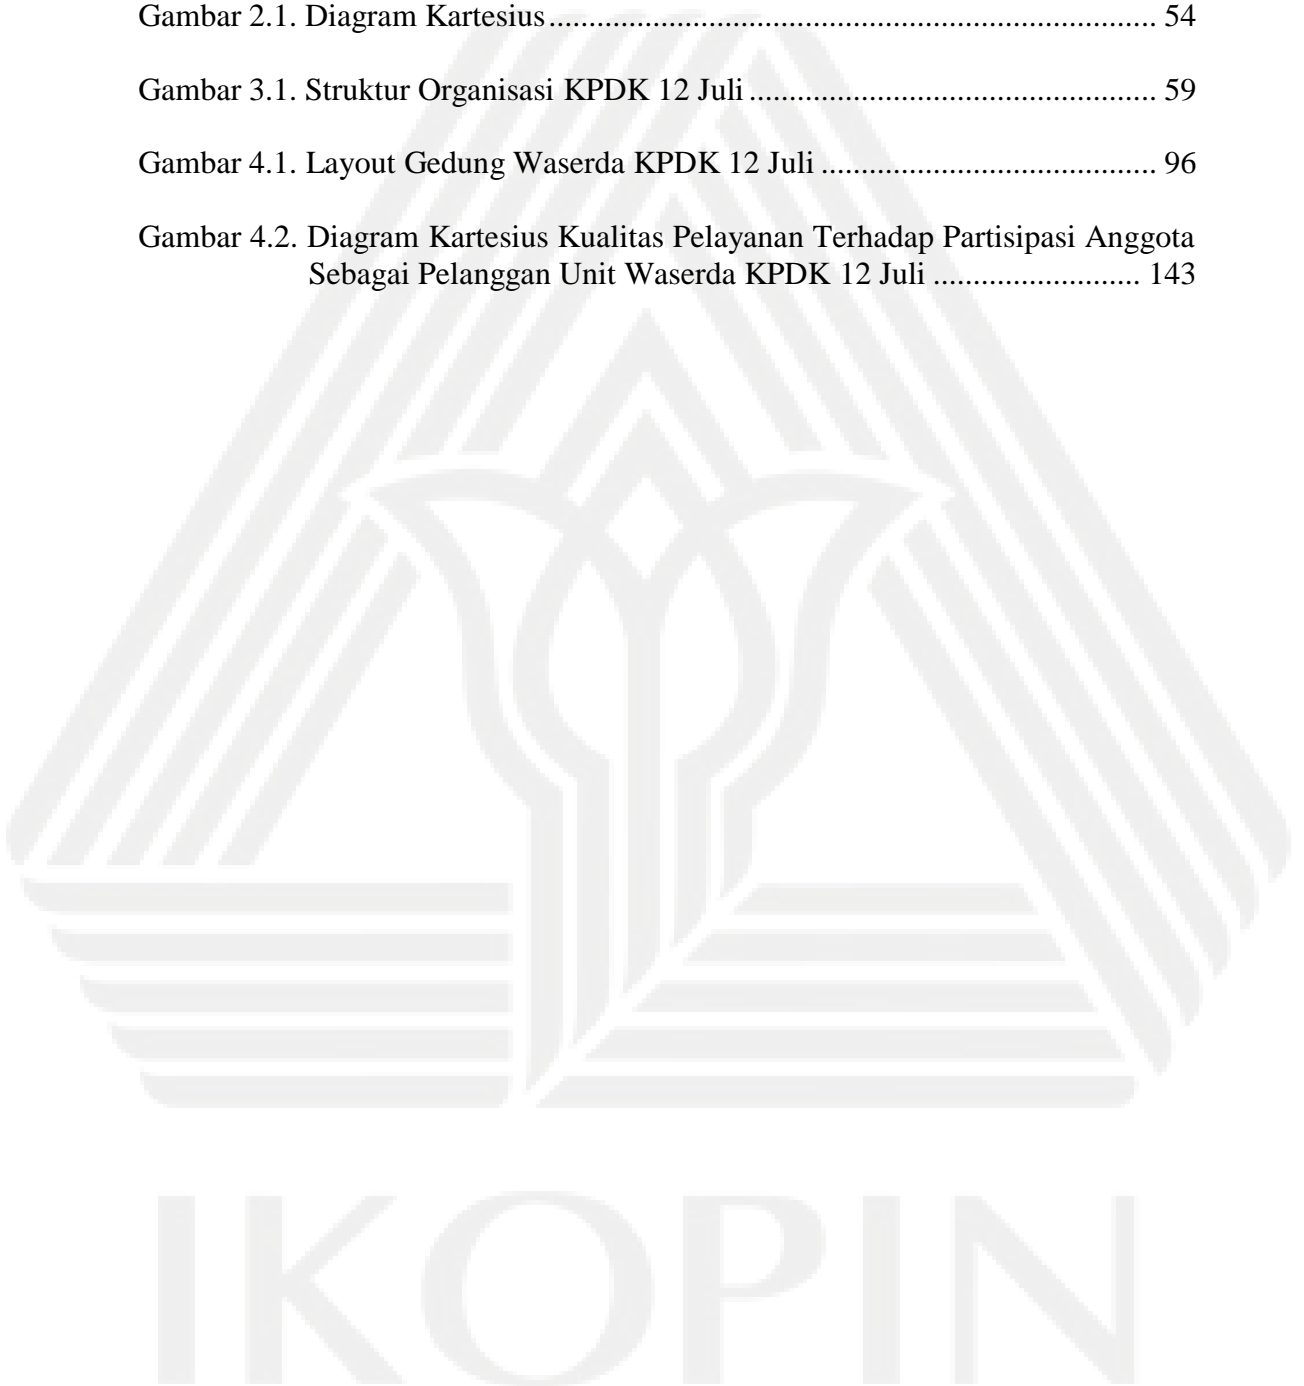 Gambar 2.1. Diagram Kartesius............................................................................ 54
Gambar 3.1. Struktur Organisasi KPDK 12 Juli................................................... 59
Gambar 4.1. Layout Gedung Waserda KPDK 12 Juli.......................................... 96
Gambar 4.2. Diagram Kartesius Kualitas Pelayanan Terhadap Partisipasi Anggota
Sebagai Pelanggan Unit Waserda KPDK 12 Juli.......................... 143
IKOPIN